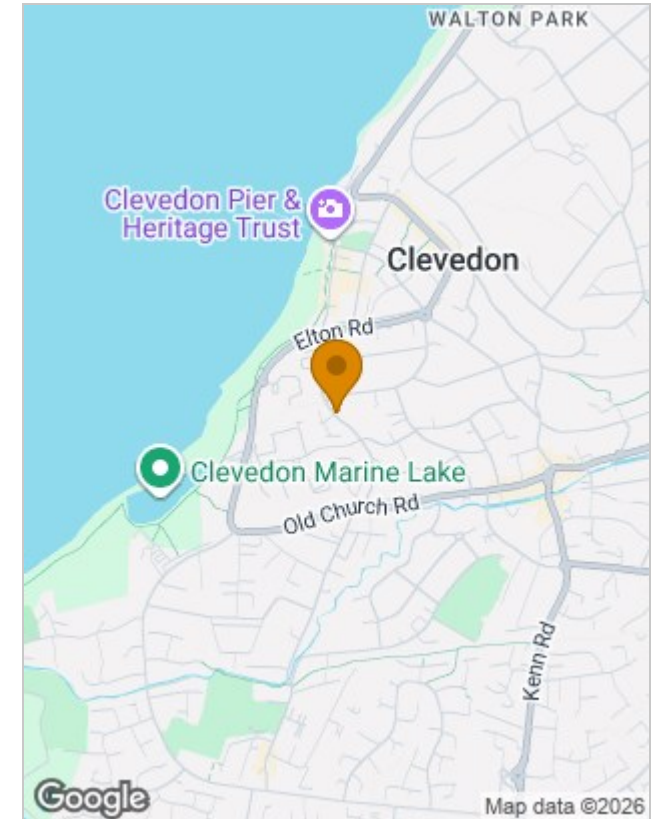 WALTON PARK
Clevedon Pier &
Heritage Trust
Clevedon
Elton Rd
Clevedon Marine Lake
Old Church Rd
Kenn Rd
Google
Map data ©2026